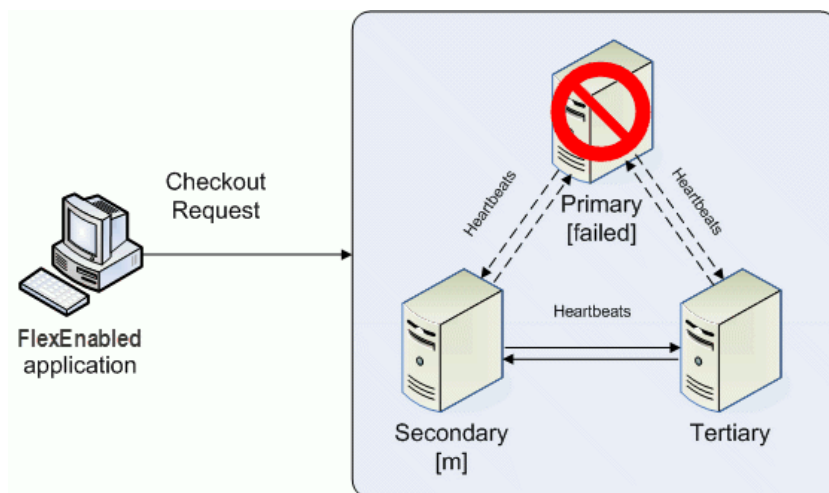 Checkout
Request
FlexEnabled
application
Primary
[failed]
Heartbeats
Heartbeats
Heartbeats
Secondary
[m]
Tertiary